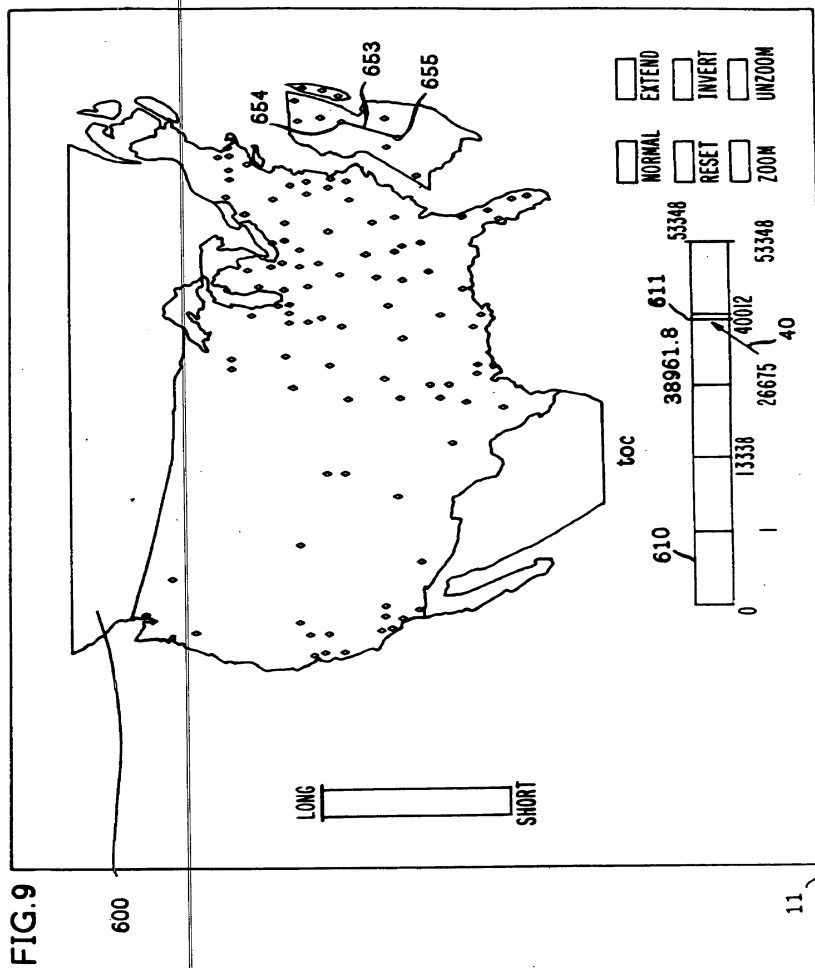 FIG.9
600
11
LONG
SHORT
654
653
655
toc
610
38961.8
611
53348
0
1
13338
26675
40012
53348
40
NORMAL
EXTEND
RESET
INVERT
ZOOM
UNZOOM